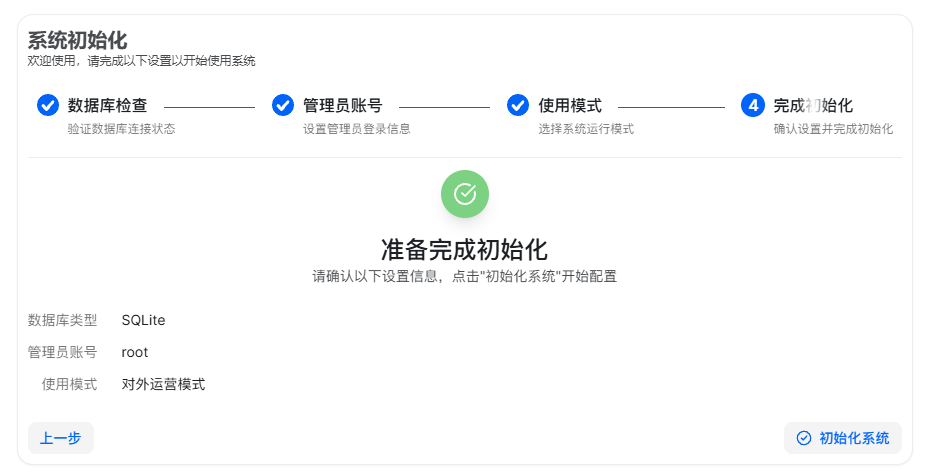 系统初始化
欢迎使用，请完成以下设置以开始使用系统
数据库检查 管理员账号 使用模式 4 完成初始化
验证数据库连接状态 设置管理员登录信息 选择系统运行模式 确认设置并完成初始化
准备完成初始化
请确认以下设置信息，点击"初始化系统"开始配置
数据库类型 SQLite
管理员账号 root
使用模式 对外运营模式
上一步 初始化系统